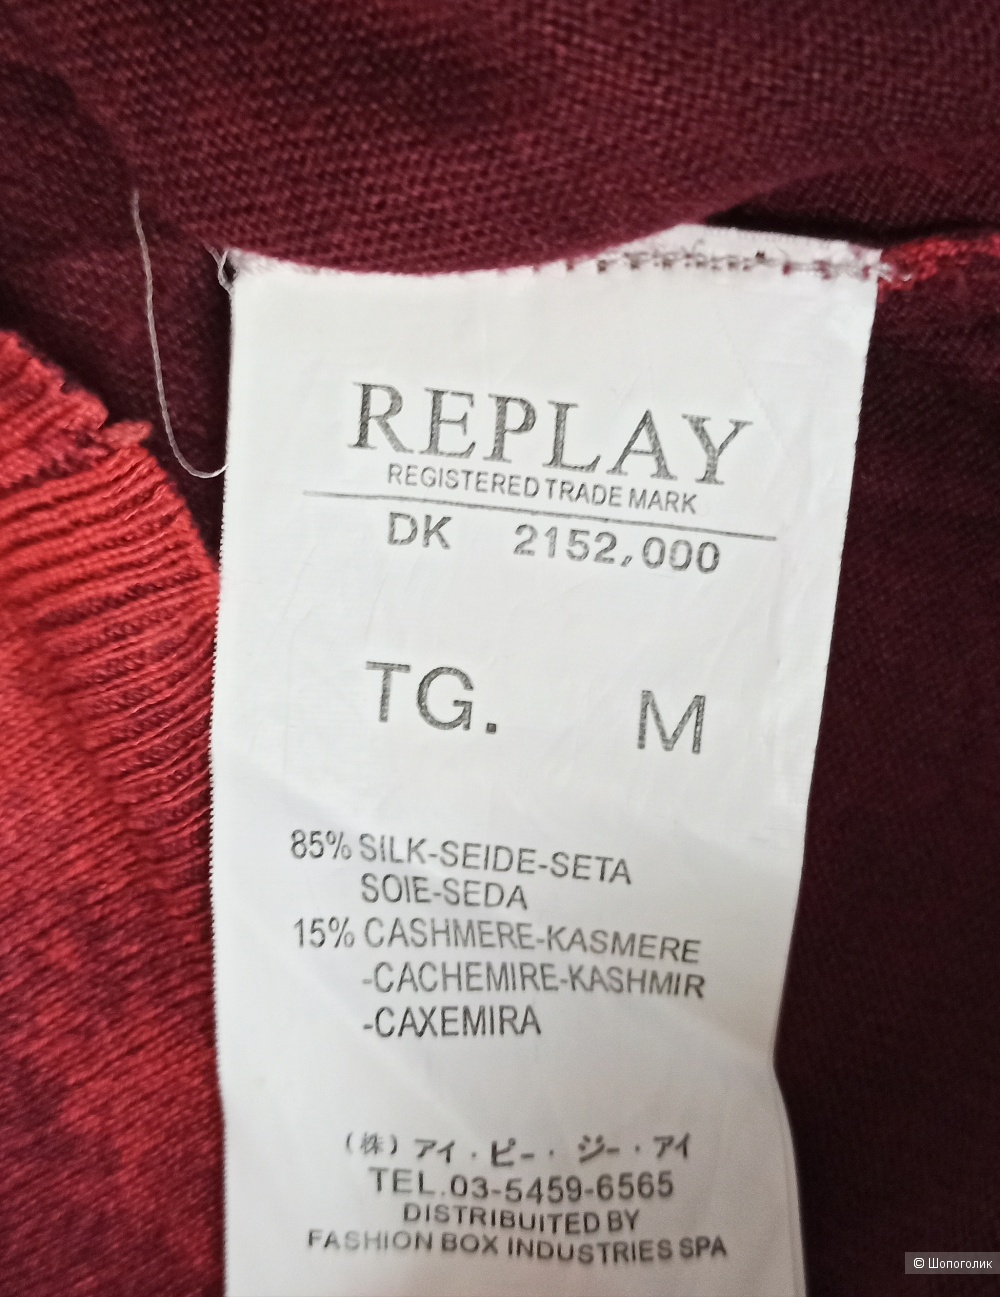 REPLAY
REGISTERED TRADE MARK
DK 2152,000
TG. M
85% SILK-SEIDE-SETA
SOIE-SEDA
15% CASHMERE-KASMERE
-CACHEMIRE-KASHMIR
-CAXEMIRA
(株) アイ・ピー・ジー・アイ
TEL.03-5459-6565
DISTRIBUITED BY
FASHION BOX INDUSTRIES SPA
© Шопоголик